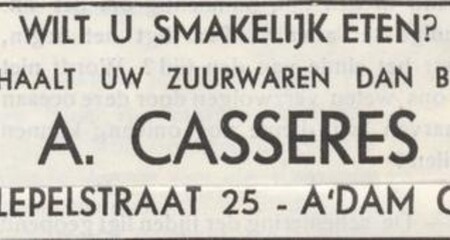 WILT U SMAKELIJK ETEN?
HAALT UW ZUURWAREN DAN B
A. CASSERES
LEPELSTRAAT 25 - A'DAM C